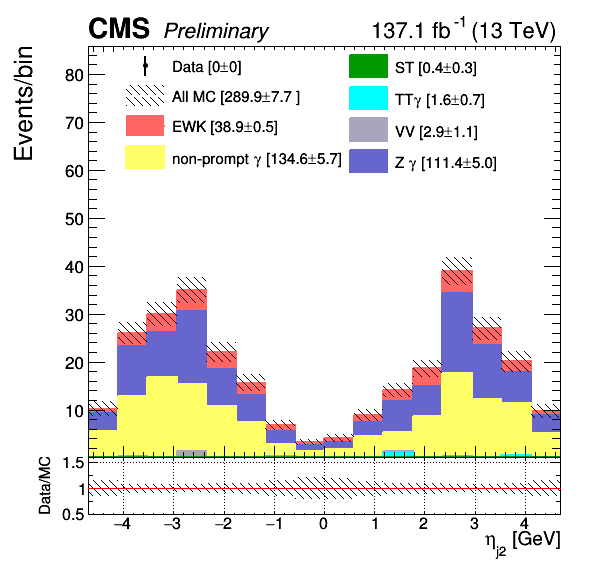 CMS Preliminary 137.1 fb⁻¹ (13 TeV)
Events/bin
80
70
60
50
40
30
20
10
Data [0±0]
All MC [289.9±7.7 ]
EWK [38.9±0.5]
non-prompt γ [134.6±5.7]
ST [0.4±0.3]
TTγ [1.6±0.7]
VV [2.9±1.1]
Z γ [111.4±5.0]
Data/MC
1.5
1
0.5
−4 −3 −2 −1 0 1 2 3 4
η_j2 [GeV]